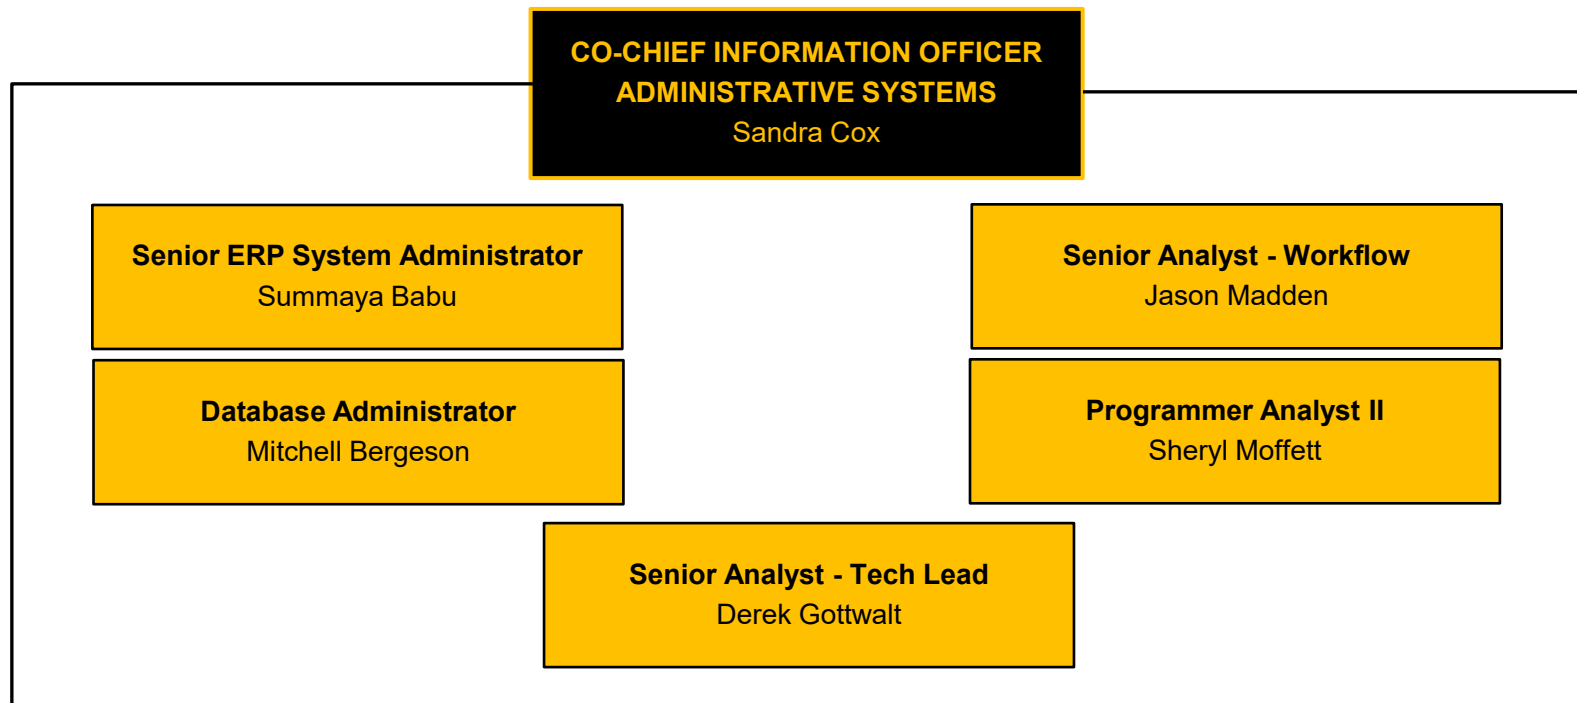 CO-CHIEF INFORMATION OFFICER
ADMINISTRATIVE SYSTEMS
Sandra Cox
Senior ERP System Administrator
Summaya Babu
Senior Analyst - Workflow
Jason Madden
Database Administrator
Mitchell Bergeson
Programmer Analyst II
Sheryl Moffett
Senior Analyst - Tech Lead
Derek Gottwalt